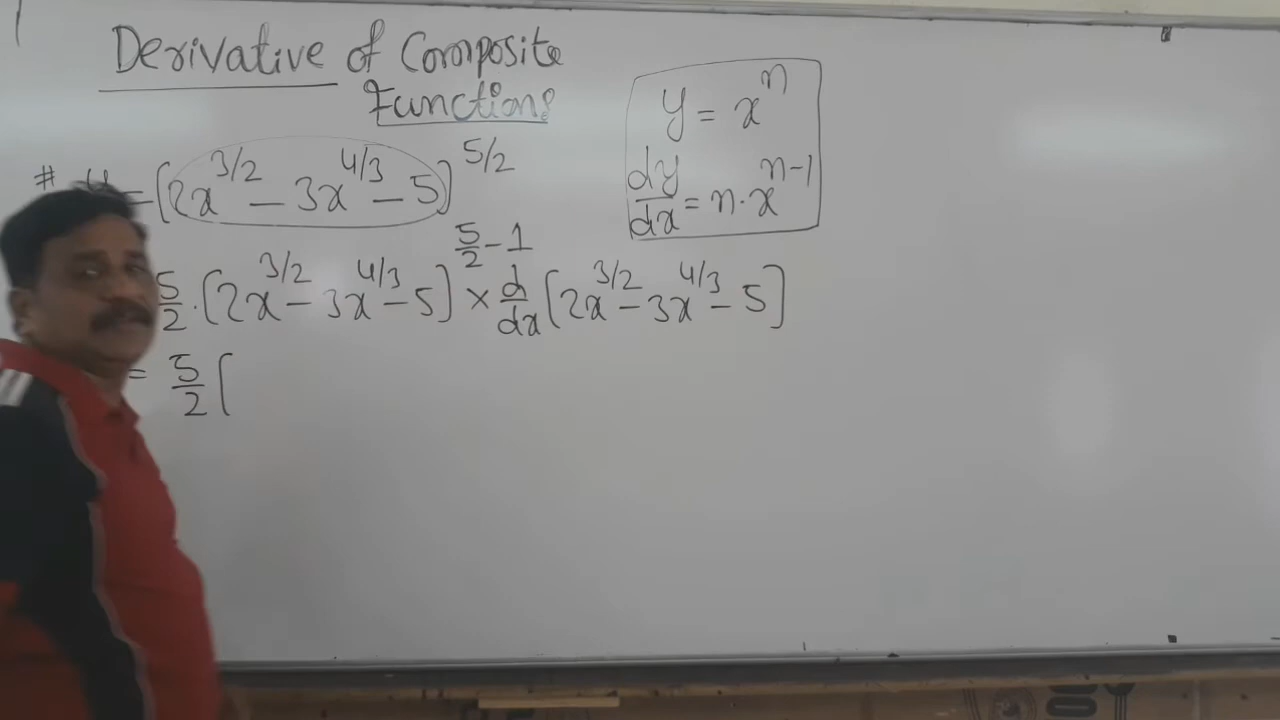 Derivative of Composite
Functions
y = x^n
dy/dx = n·x^(n-1)
# y = [2x^(3/2) - 3x^(4/3) - 5]^(5/2)
5/2·[2x^(3/2) - 3x^(4/3) - 5]^(5/2 - 1) × d/dx [2x^(3/2) - 3x^(4/3) - 5]
= 5/2 [